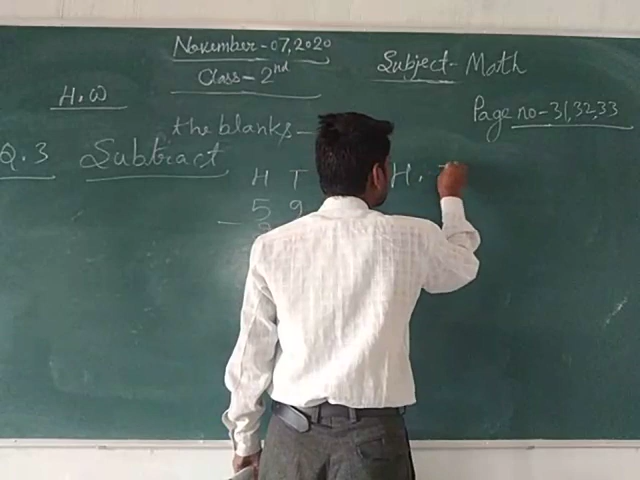 November-07,2020
Class-2nd
Subject-Math
H.W
Page no-31,32,33
the blanks-
Q.3 Subtract
H T
H. T
5 9
-